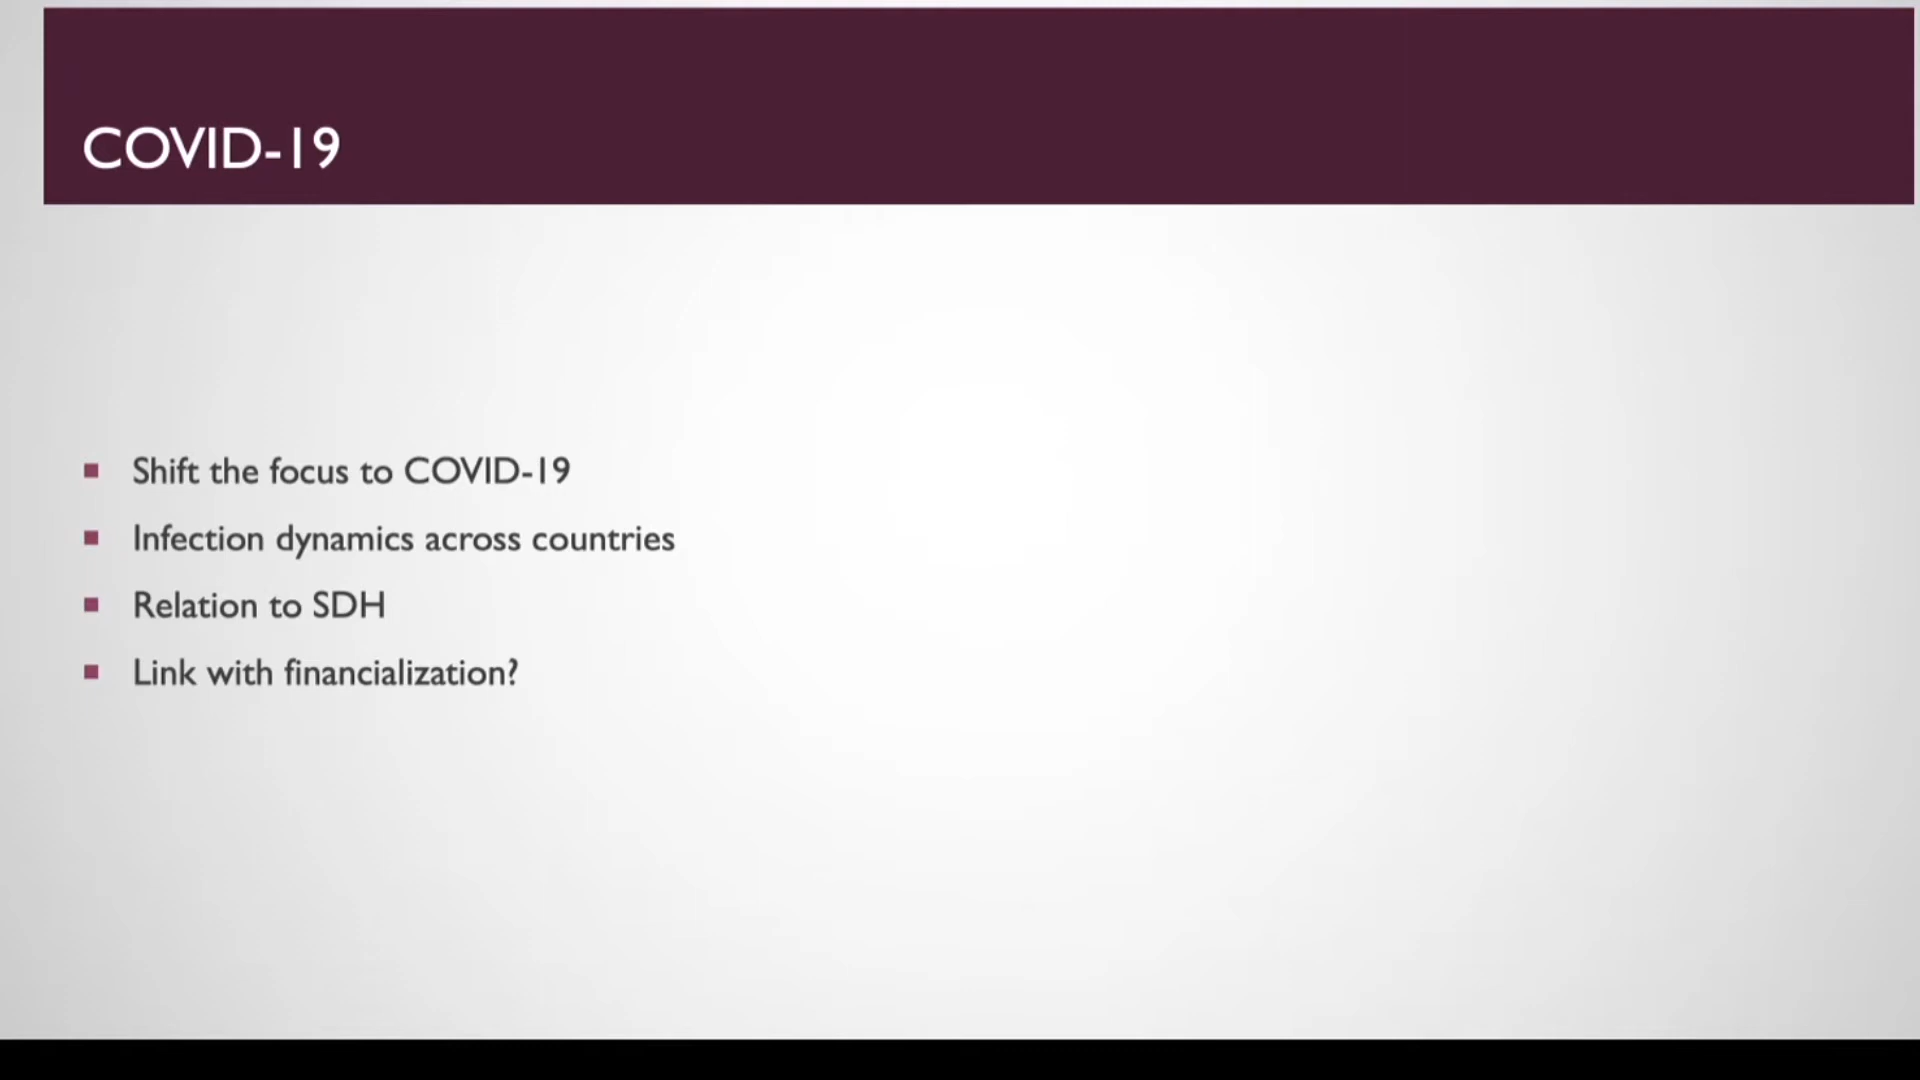 COVID-19
Shift the focus to COVID-19
Infection dynamics across countries
Relation to SDH
Link with financialization?